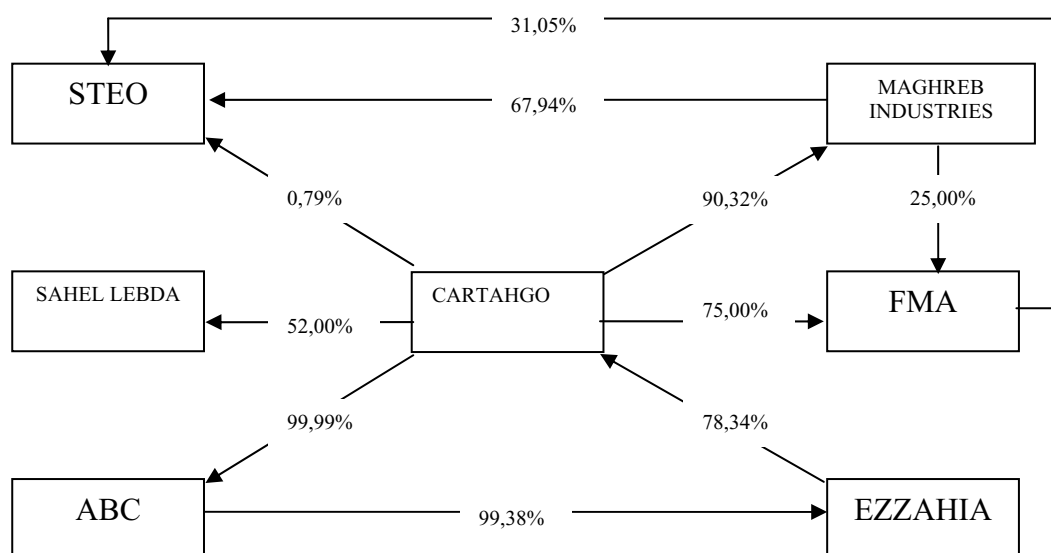 31,05%
STEO
MAGHREB
INDUSTRIES
67,94%
0,79%
90,32%
25,00%
SAHEL LEBDA
CARTAHGO
FMA
52,00%
75,00%
99,99%
78,34%
ABC
EZZAHIA
99,38%